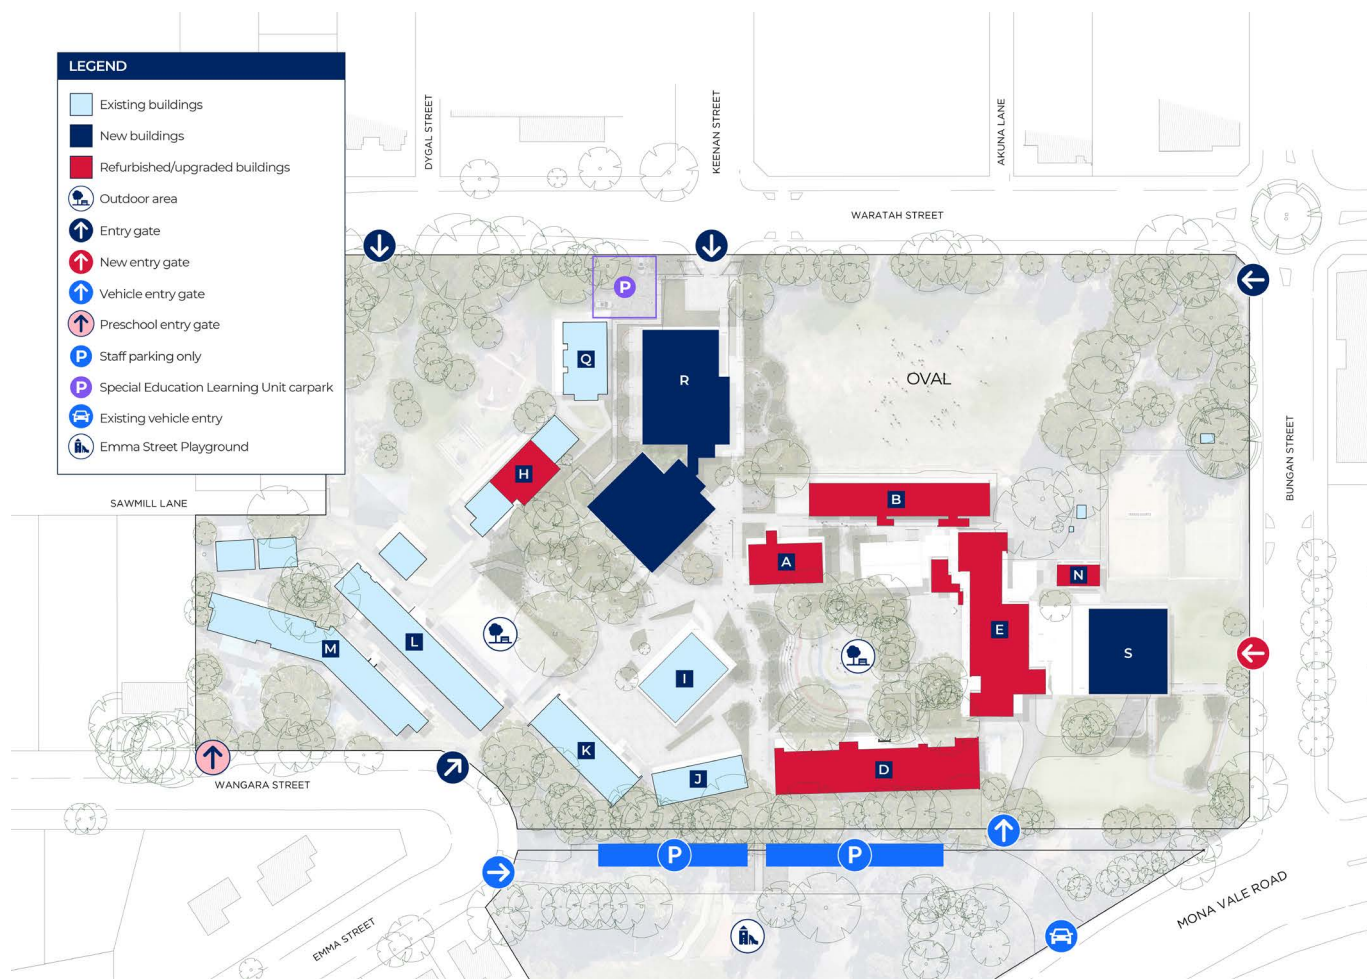 LEGEND
Existing buildings
New buildings
Refurbished/upgraded buildings
Outdoor area
Entry gate
New entry gate
Vehicle entry gate
Preschool entry gate
P Staff parking only
P Special Education Learning Unit carpark
Existing vehicle entry
Emma Street Playground
DYGAL STREET
KEENAN STREET
AKUNA LANE
WARATAH STREET
P
Q
R
OVAL
BUNGAN STREET
SAWMILL LANE
H
B
A
N
M
L
E
S
I
K
J
D
WANGARA STREET
P
P
EMMA STREET
MONA VALE ROAD